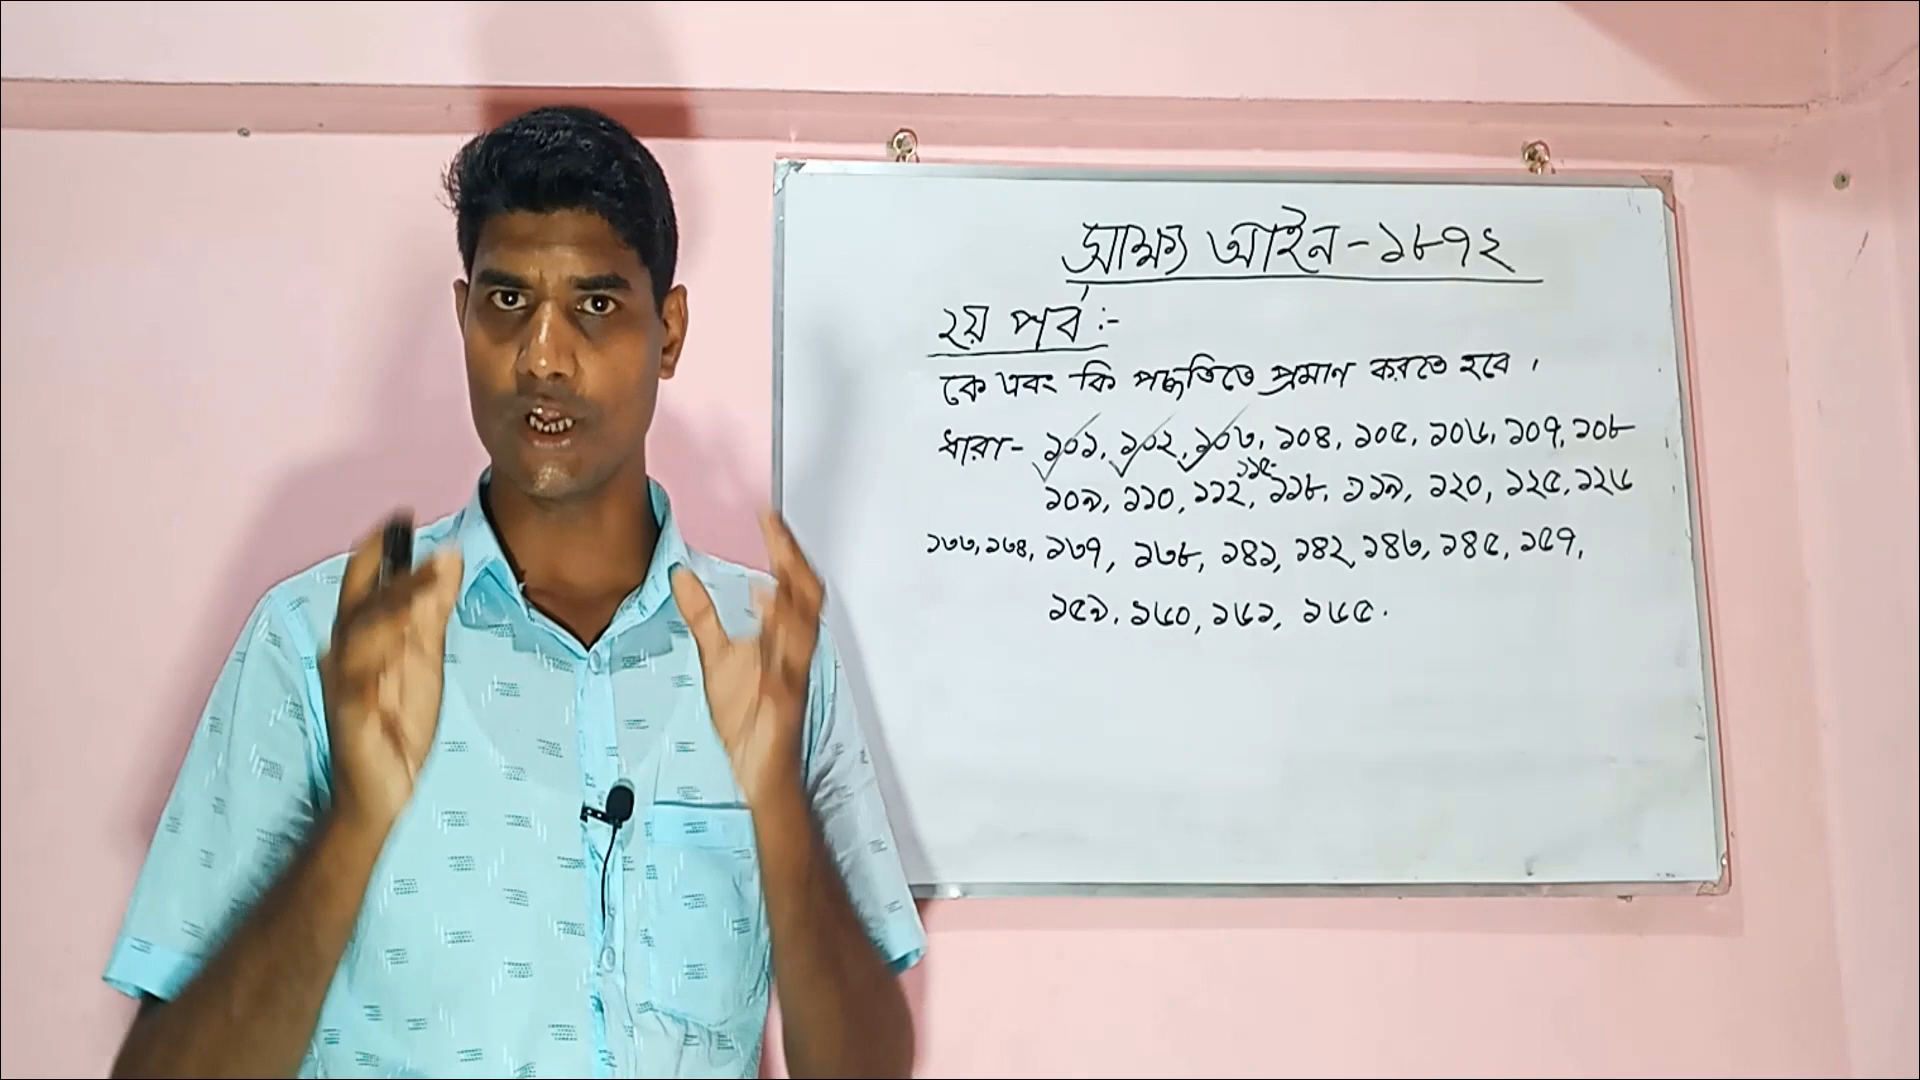 সাক্ষ্য আইন-১৮৭২
২য় পর্ব :-
কে এবং কি পদ্ধতিতে প্রমাণ করতে হবে ।
ধারা- ১০১, ১০২, ১০৩, ১০৪, ১০৫, ১০৬, ১০৭, ১০৮
১১৫
১০৯, ১১০, ১১২, ১১৮, ১১৯, ১২০, ১২৫, ১২৬
১৩৩, ১৩৪, ১৩৭, ১৩৮, ১৪১, ১৪২, ১৪৩, ১৪৫, ১৫৭,
১৫৯, ১৬০, ১৬১, ১৬৫.